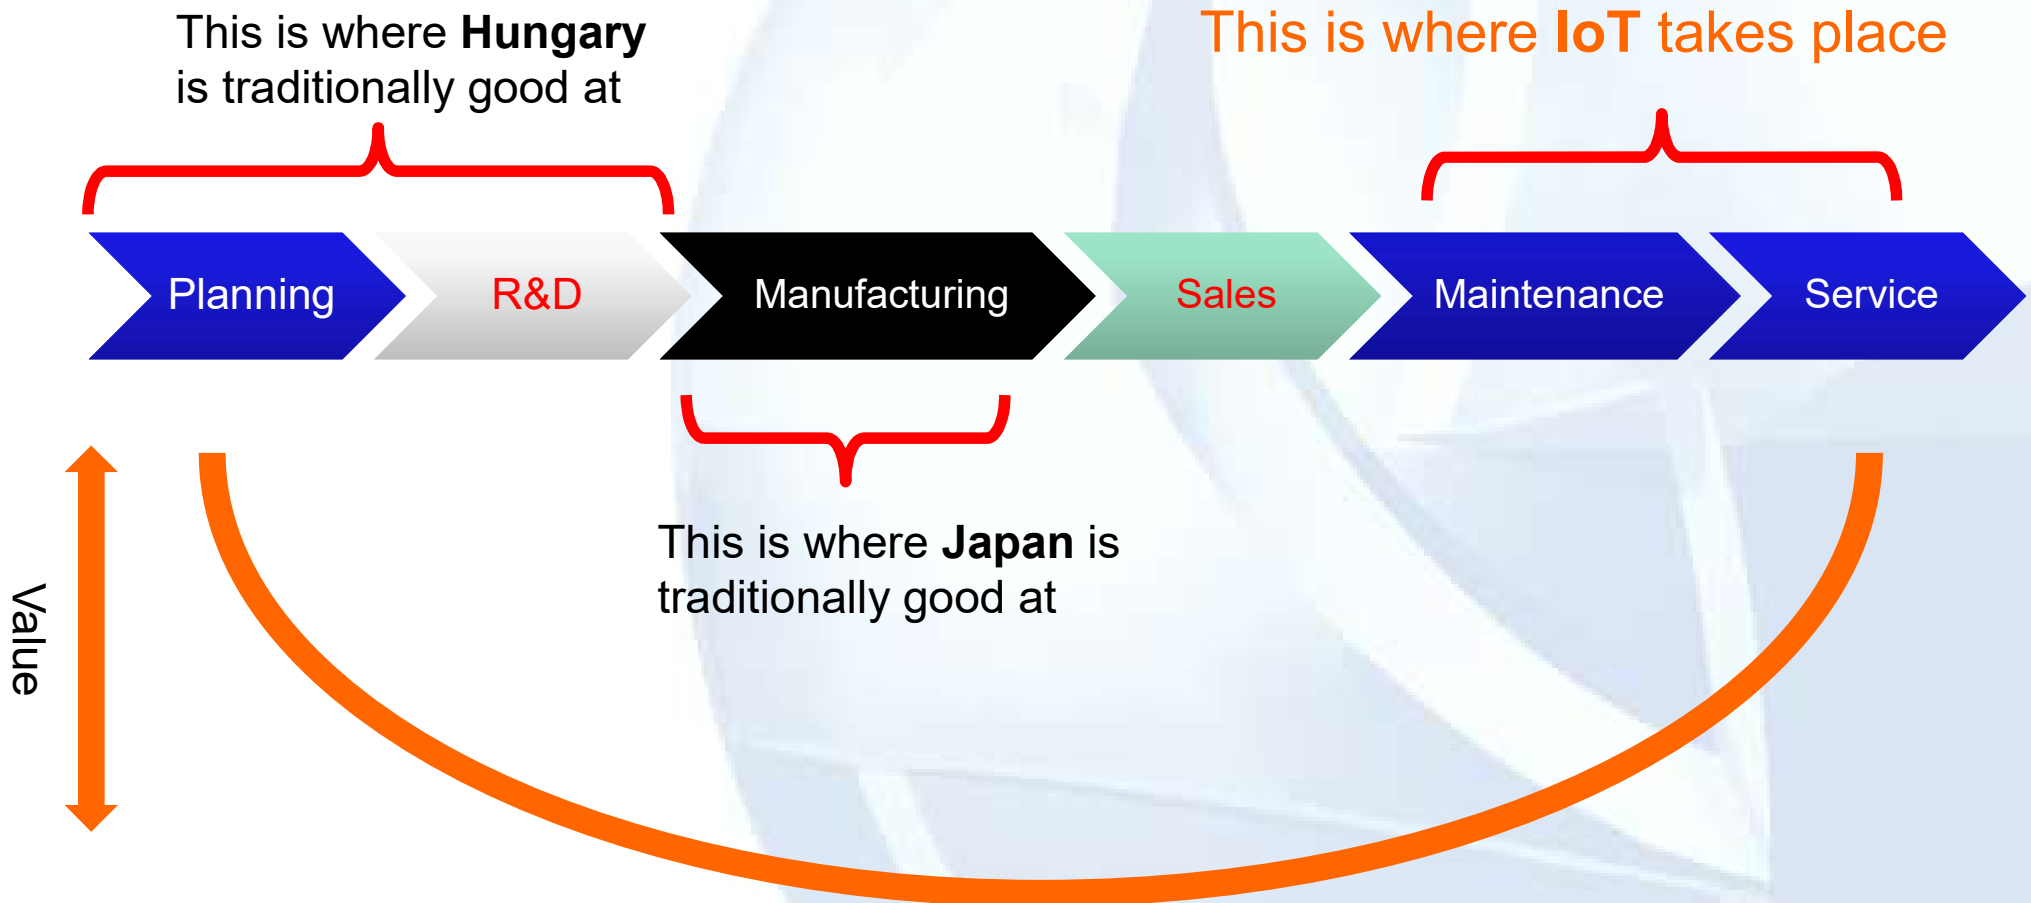 This is where Hungary
is traditionally good at
This is where IoT takes place
Planning
R&D
Manufacturing
Sales
Maintenance
Service
This is where Japan is
traditionally good at
Value